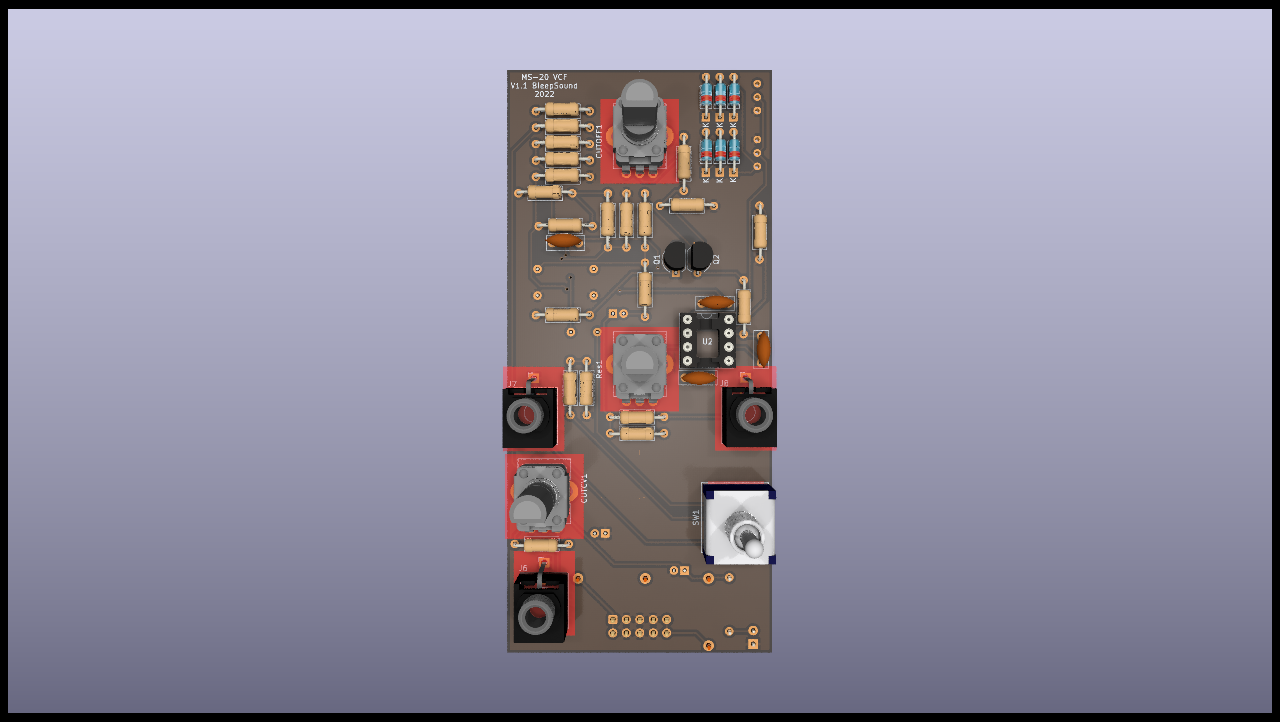 MS-20 VCF
V1.1 BleepSound
2022
CUTOFF1
K K K
K K K
Q1
Q2
U2
Res1
J7
J8
CUTCV1
SW1
J6